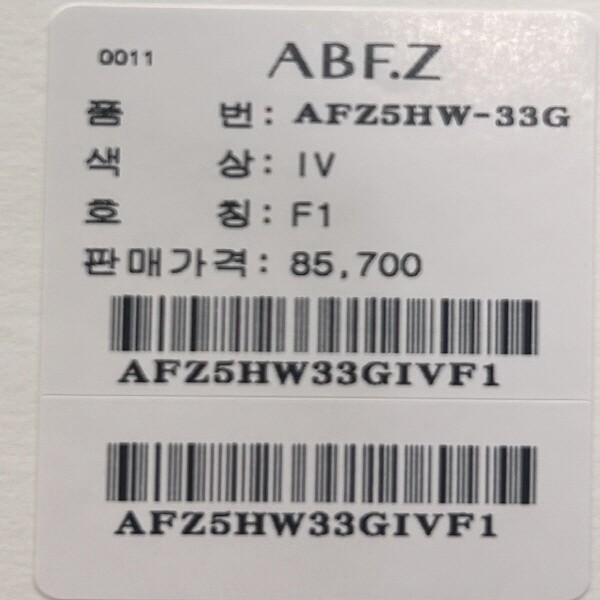 0011 ABF.Z
품 번: AFZ5HW-33G
색 상: IV
호 칭: F1
판매가격: 85,700
AFZ5HW33GIVF1
AFZ5HW33GIVF1